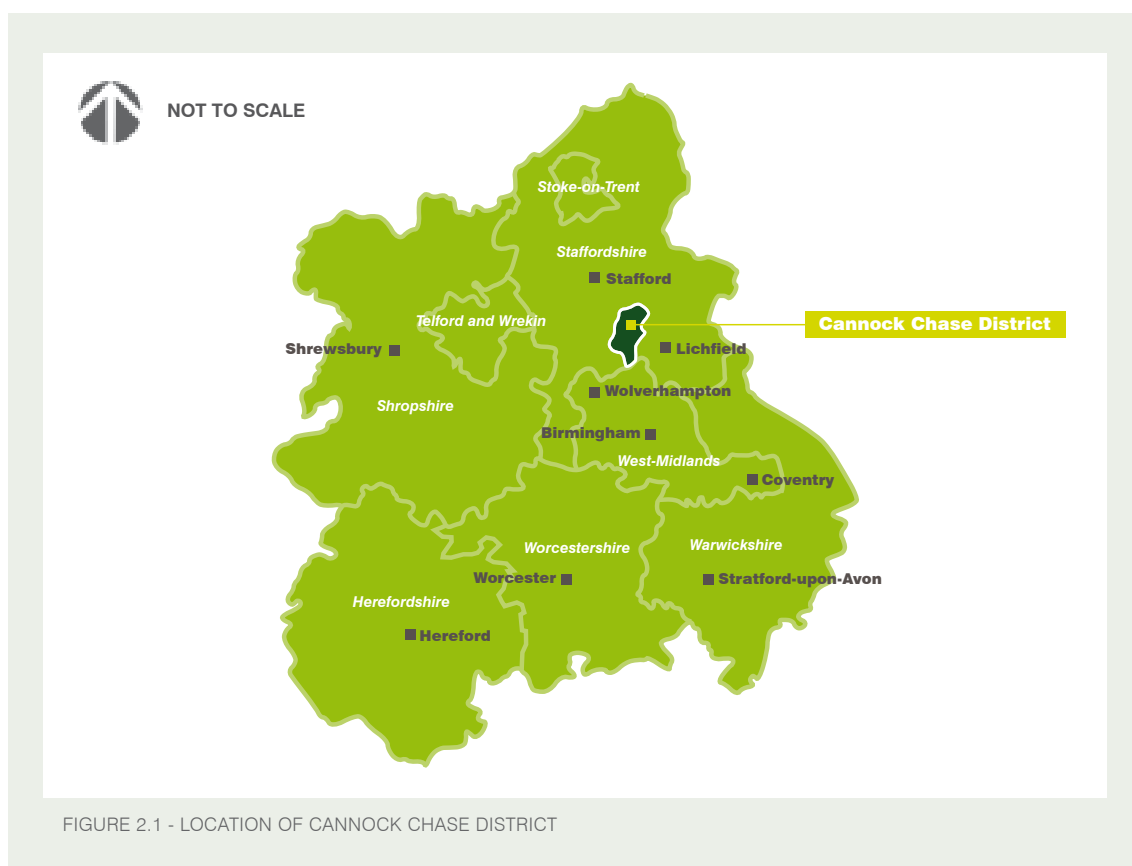 NOT TO SCALE
Stoke-on-Trent
Staffordshire
Stafford
Telford and Wrekin
Cannock Chase District
Shrewsbury
Lichfield
Wolverhampton
Shropshire
Birmingham
West-Midlands
Coventry
Worcestershire
Warwickshire
Worcester
Stratford-upon-Avon
Herefordshire
Hereford
FIGURE 2.1 - LOCATION OF CANNOCK CHASE DISTRICT